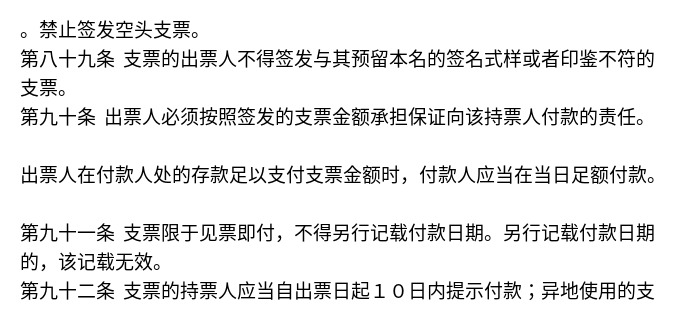 。禁止签发空头支票。
第八十九条 支票的出票人不得签发与其预留本名的签名式样或者印鉴不符的
支票。
第九十条 出票人必须按照签发的支票金额承担保证向该持票人付款的责任。
出票人在付款人处的存款足以支付支票金额时，付款人应当在当日足额付款。
第九十一条 支票限于见票即付，不得另行记载付款日期。另行记载付款日期
的，该记载无效。
第九十二条 支票的持票人应当自出票日起１０日内提示付款；异地使用的支